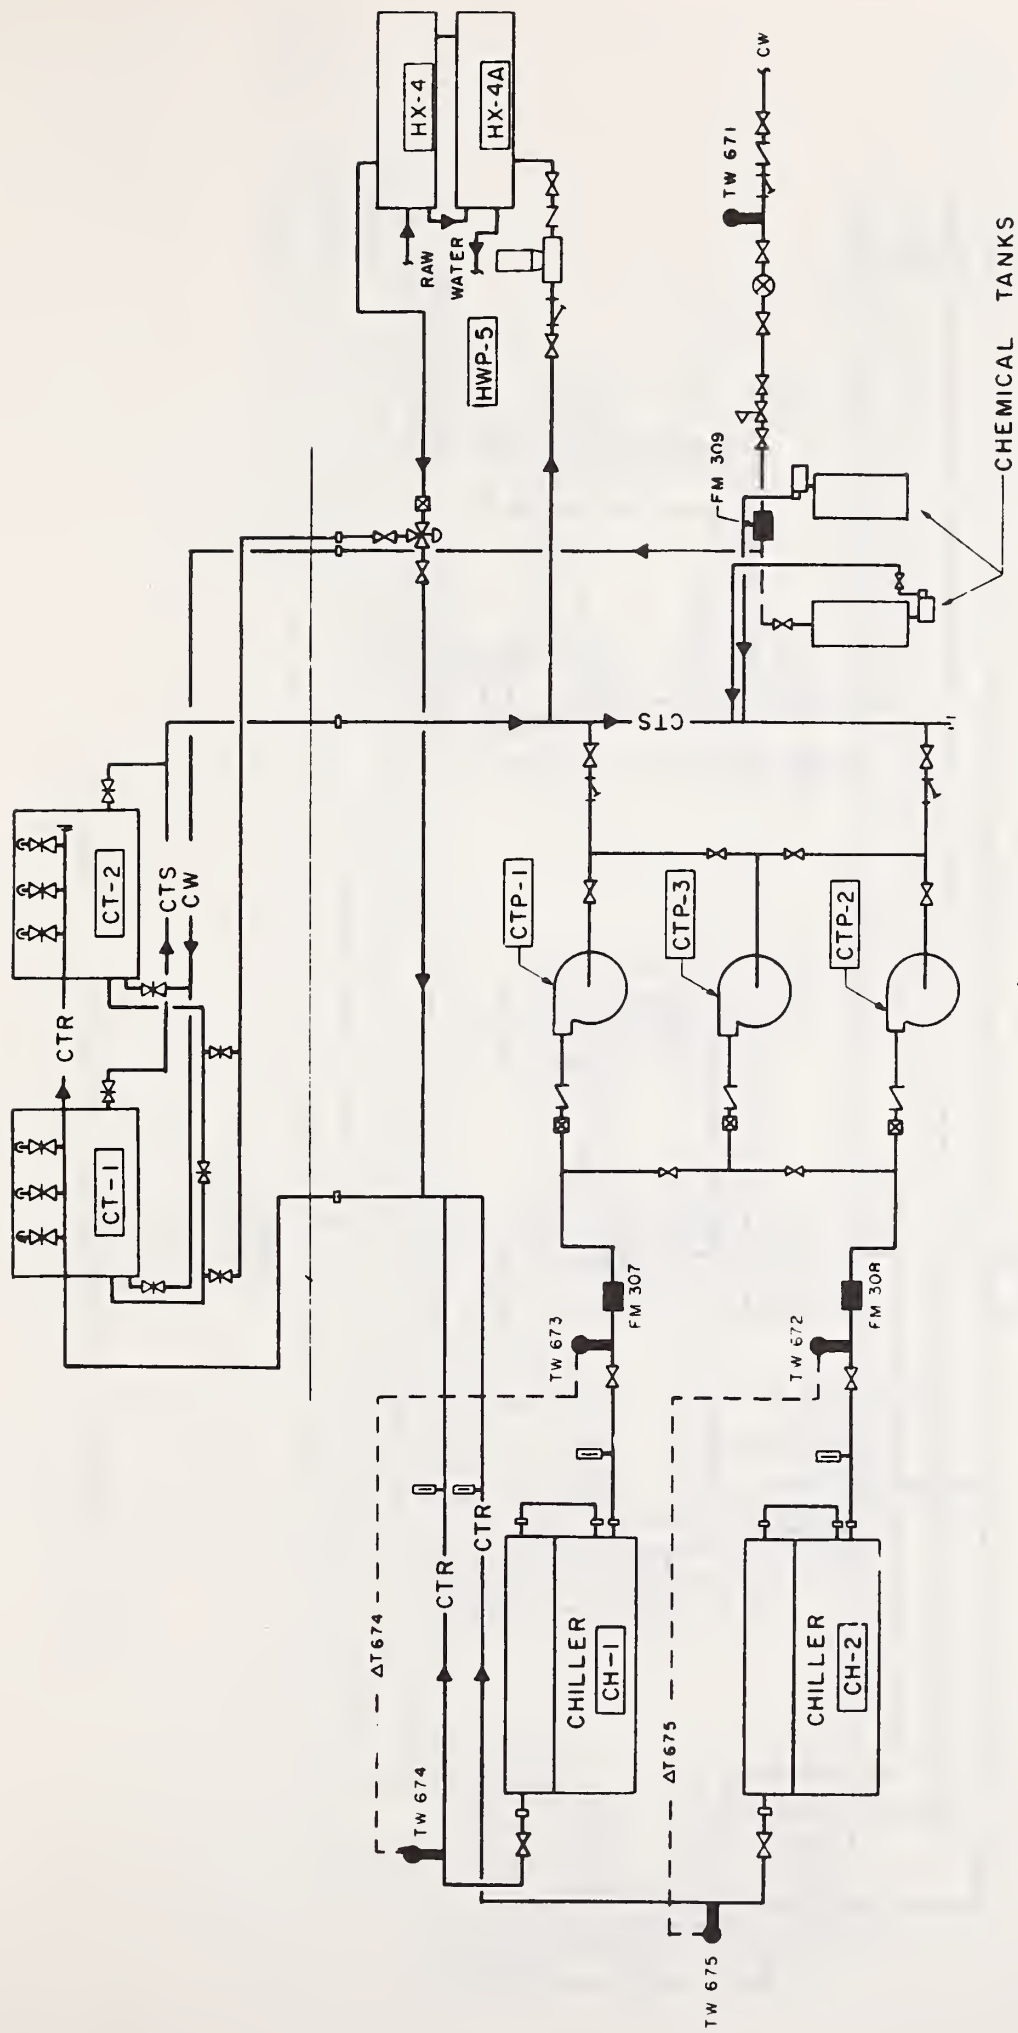 HX-4
HX-4A
RAW
WATER
HWP-5
CW
TW 671
FM 309
CHEMICAL TANKS
CT-2
CTR
CT-1
CTS
CW
CTS
CTP-1
CTP-3
CTP-2
FM 307
TW 673
FM 308
TW 672
CTR
CTR
ΔT674
TW 674
CHILLER
CH-1
ΔT675
CHILLER
CH-2
TW 675